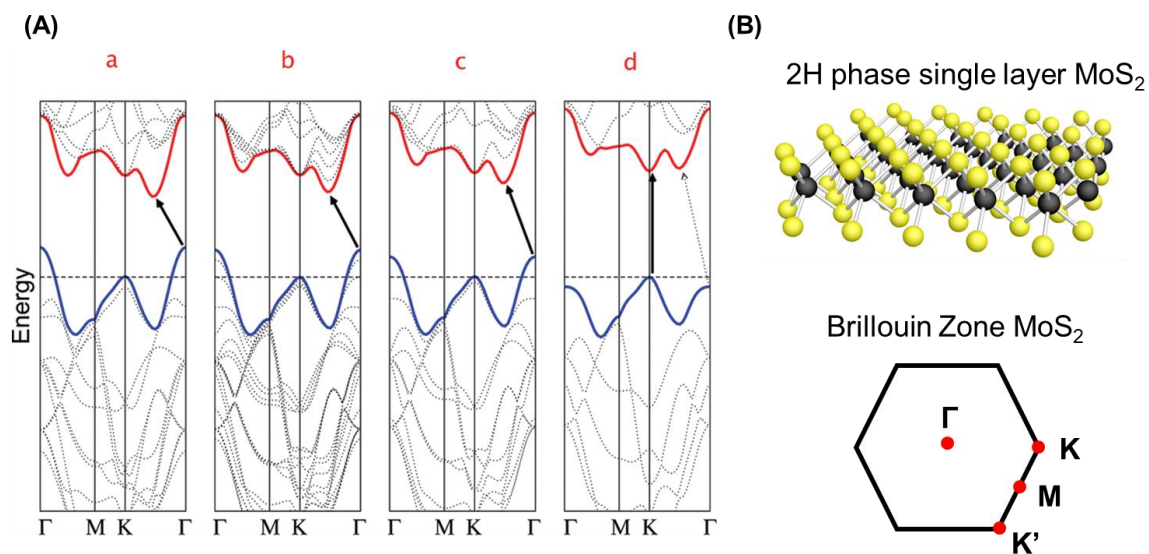 (A)
a b c d
Energy
Γ M K Γ Γ M K Γ Γ M K Γ Γ M K Γ
(B)
2H phase single layer MoS₂
Brillouin Zone MoS₂
Γ
K
M
K’